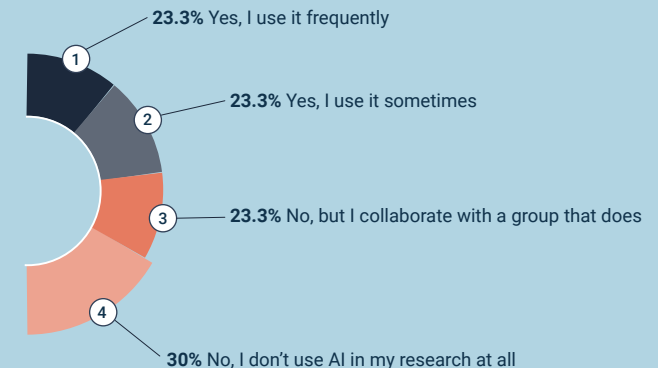 1
23.3% Yes, I use it frequently
2
23.3% Yes, I use it sometimes
3
23.3% No, but I collaborate with a group that does
4
30% No, I don’t use AI in my research at all